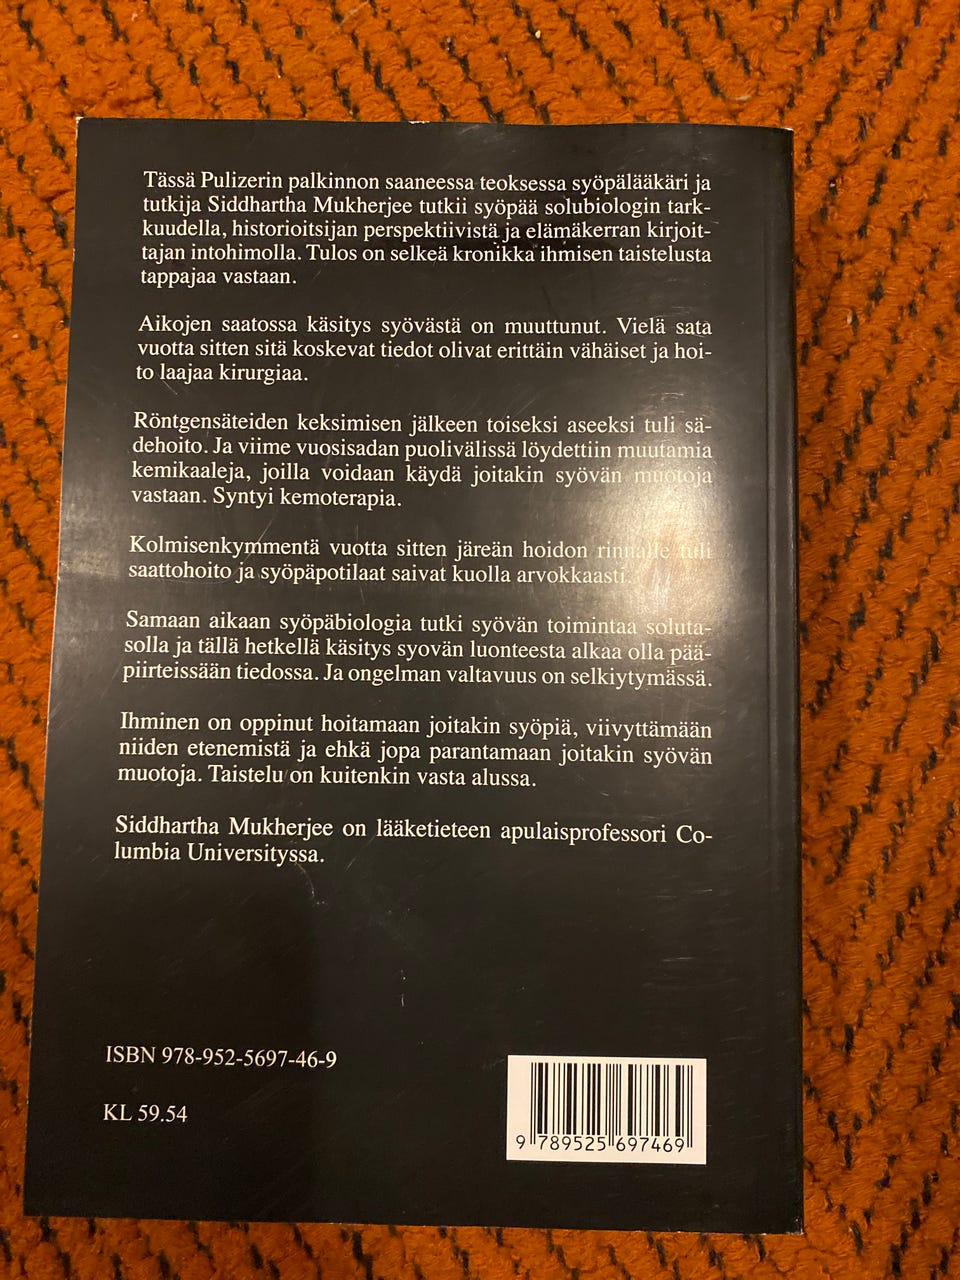 Tässä Pulizerin palkinnon saaneessa teoksessa syöpälääkäri ja
tutkija Siddhartha Mukherjee tutkii syöpää solubiologin tark-
kuudella, historioitsijan perspektiivistä ja elämäkerran kirjoit-
tajan intohimolla. Tulos on selkeä kronikka ihmisen taistelusta
tappajaa vastaan.
Aikojen saatossa käsitys syövästä on muuttunut. Vielä sata
vuotta sitten sitä koskevat tiedot olivat erittäin vähäiset ja hoi-
to laajaa kirurgiaa.
Röntgensäteiden keksimisen jälkeen toiseksi aseeksi tuli sä-
dehoito. Ja viime vuosisadan puolivälissä löydettiin muutamia
kemikaaleja, joilla voidaan käydä joitakin syövän muotoja
vastaan. Syntyi kemoterapia.
Kolmisenkymmentä vuotta sitten järeän hoidon rinnalle tuli
saattohoito ja syöpäpotilaat saivat kuolla arvokkaasti.
Samaan aikaan syöpäbiologia tutki syövän toimintaa soluta-
solla ja tällä hetkellä käsitys syovän luonteesta alkaa olla pää-
piirteissään tiedossa. Ja ongelman valtavuus on selkiytymässä.
Ihminen on oppinut hoitamaan joitakin syöpiä, viivyttämään
niiden etenemistä ja ehkä jopa parantamaan joitakin syövän
muotoja. Taistelu on kuitenkin vasta alussa.
Siddhartha Mukherjee on lääketieteen apulaisprofessori Co-
lumbia Universityssa.
ISBN 978-952-5697-46-9
KL 59.54
9 789525 697469